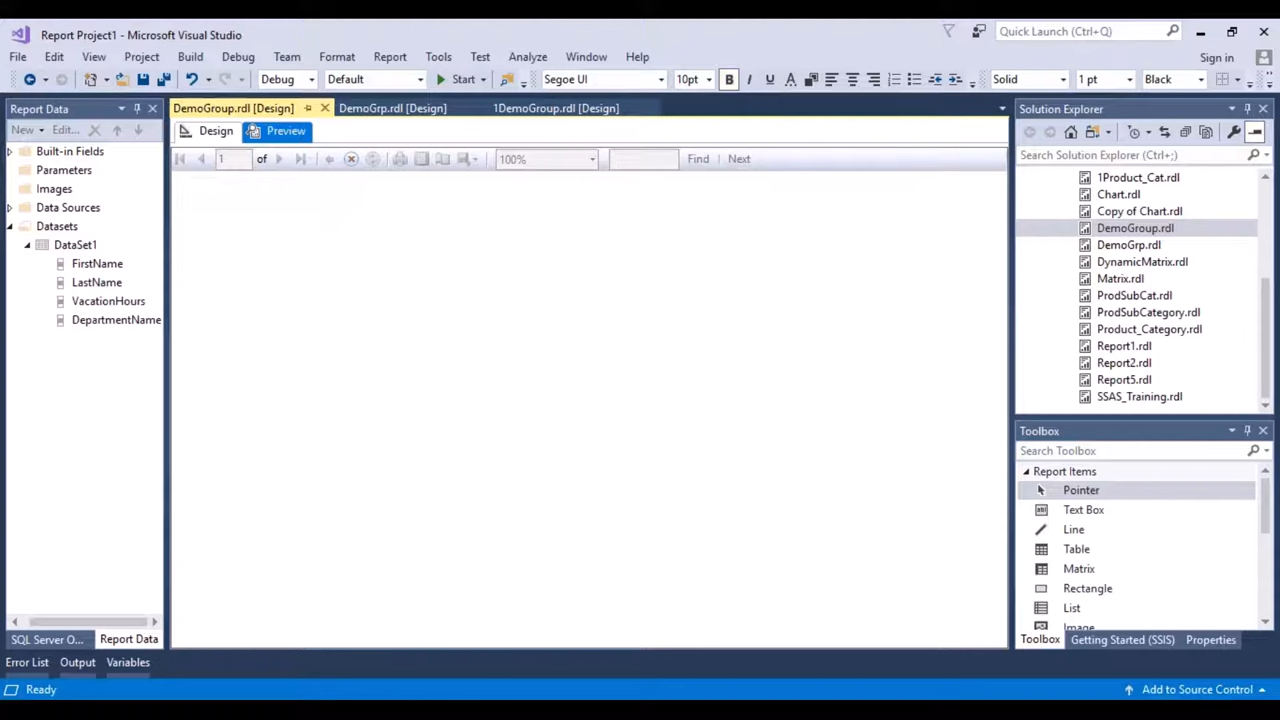 Report Project1 - Microsoft Visual Studio
Quick Launch (Ctrl+Q)
File Edit View Project Build Debug Team Format Report Tools Test Analyze Window Help
Sign in
Debug Default Start Segoe UI 10pt B I U A Solid 1 pt Black
Report Data
DemoGroup.rdl [Design] DemoGrp.rdl [Design] 1DemoGroup.rdl [Design]
Solution Explorer
New Edit...
Design Preview
Built-in Fields
Parameters
Images
Data Sources
Datasets
DataSet1
FirstName
LastName
VacationHours
DepartmentName
1 of 100% Find Next
Search Solution Explorer (Ctrl+;)
1Product_Cat.rdl
Chart.rdl
Copy of Chart.rdl
DemoGroup.rdl
DemoGrp.rdl
DynamicMatrix.rdl
Matrix.rdl
ProdSubCat.rdl
ProdSubCategory.rdl
Product_Category.rdl
Report1.rdl
Report2.rdl
Report5.rdl
SSAS_Training.rdl
Toolbox
Search Toolbox
Report Items
Pointer
Text Box
Line
Table
Matrix
Rectangle
List
Image
SQL Server O... Report Data
Toolbox Getting Started (SSIS) Properties
Error List Output Variables
Ready
Add to Source Control